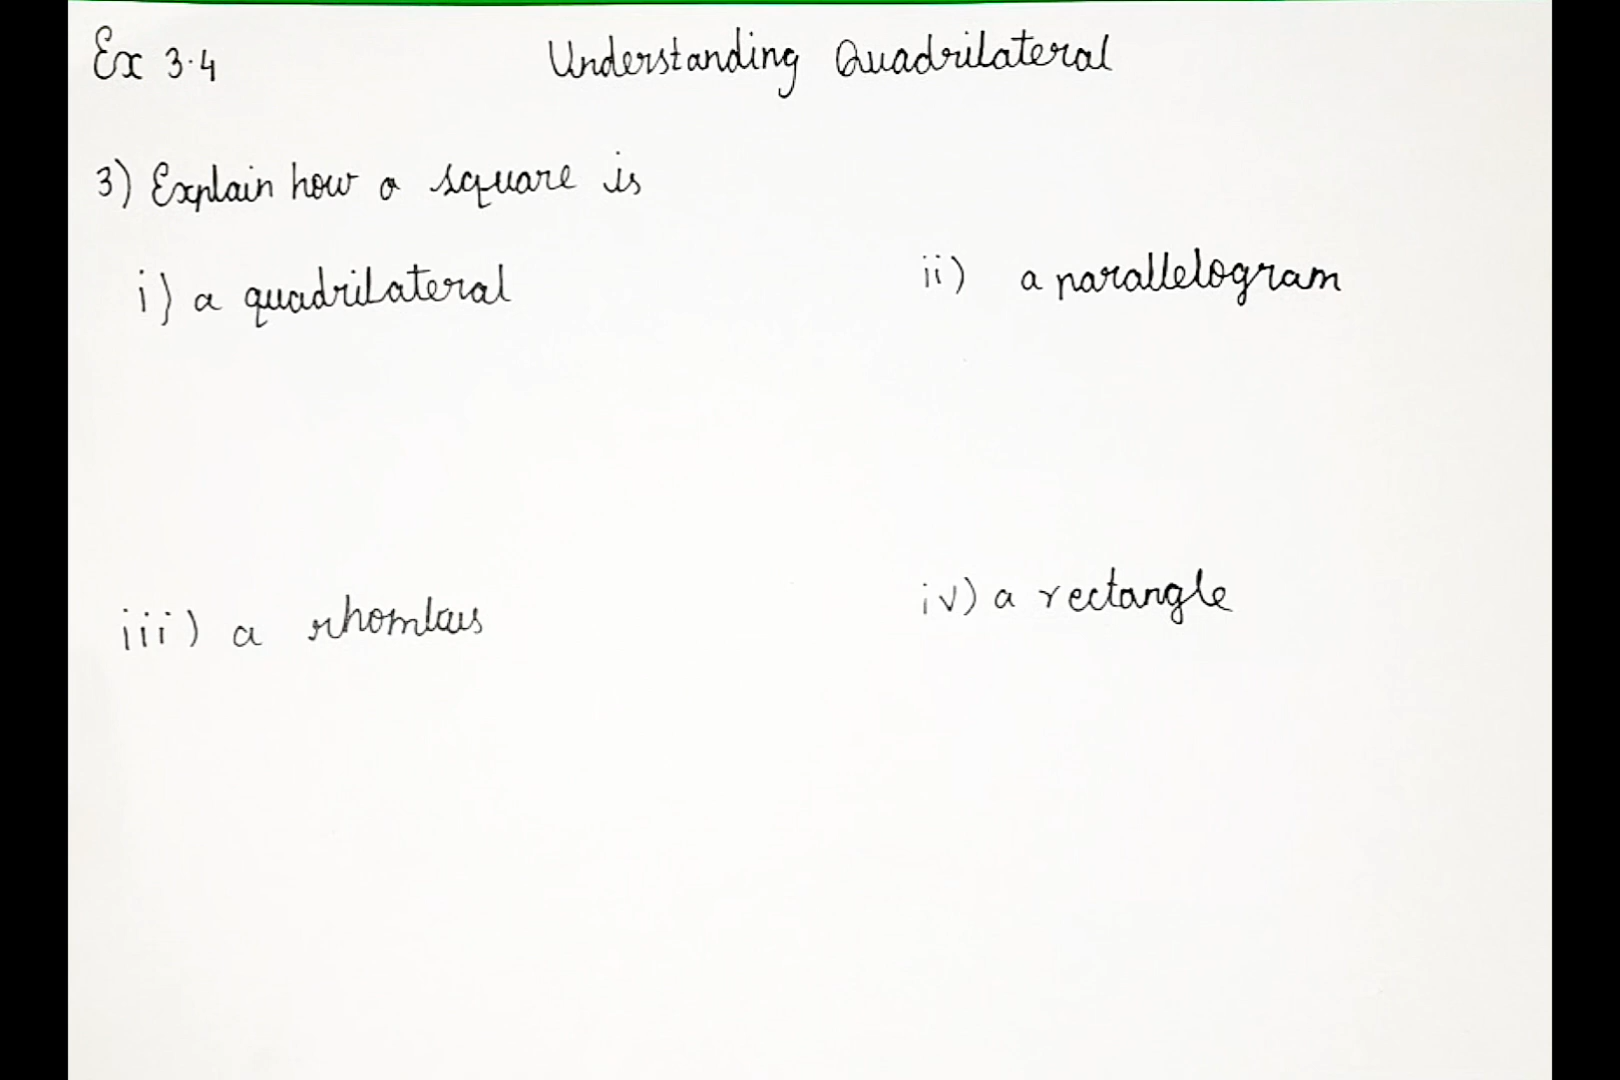 Ex 3.4 Understanding Quadrilateral
3) Explain how a square is
i) a quadrilateral ii) a parallelogram
iii) a rhombus iv) a rectangle